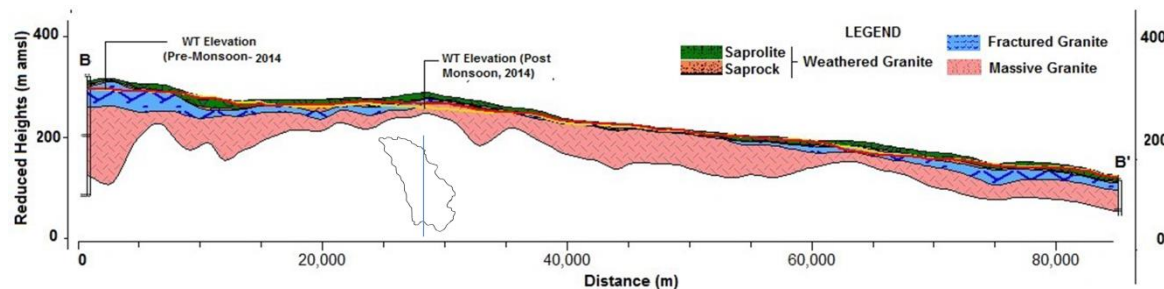 400
200
0
Reduced Heights (m amsl)
B
WT Elevation
(Pre-Monsoon- 2014
WT Elevation (Post
Monsoon, 2014)
LEGEND
Saprolite
Saprock
Weathered Granite
Fractured Granite
Massive Granite
B'
400
200
0
0
20,000
40,000
60,000
80,000
Distance (m)